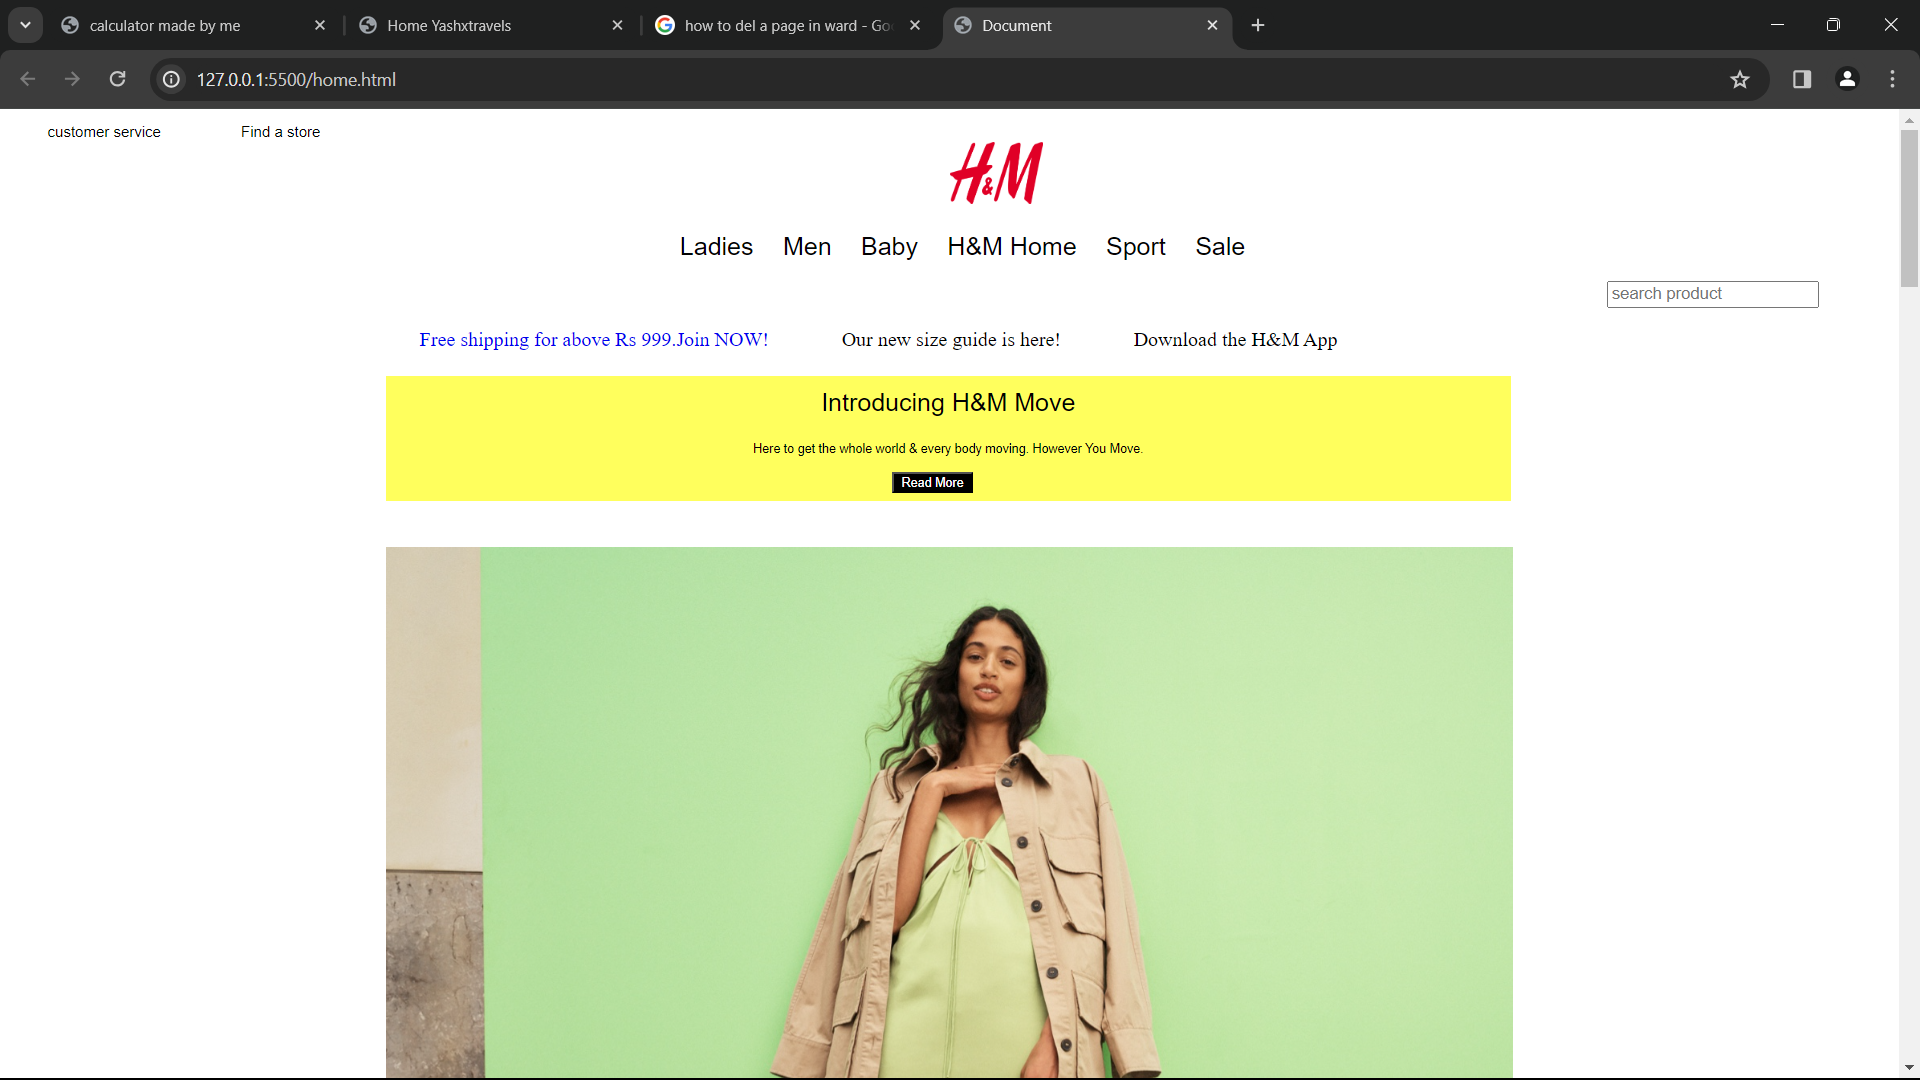 calculator made by me
Home Yashxtravels
how to del a page in ward - Goo
Document
127.0.0.1:5500/home.html
customer service
Find a store
H&M
Ladies Men Baby H&M Home Sport Sale
search product
Free shipping for above Rs 999.Join NOW! Our new size guide is here! Download the H&M App
Introducing H&M Move
Here to get the whole world & every body moving. However You Move.
Read More